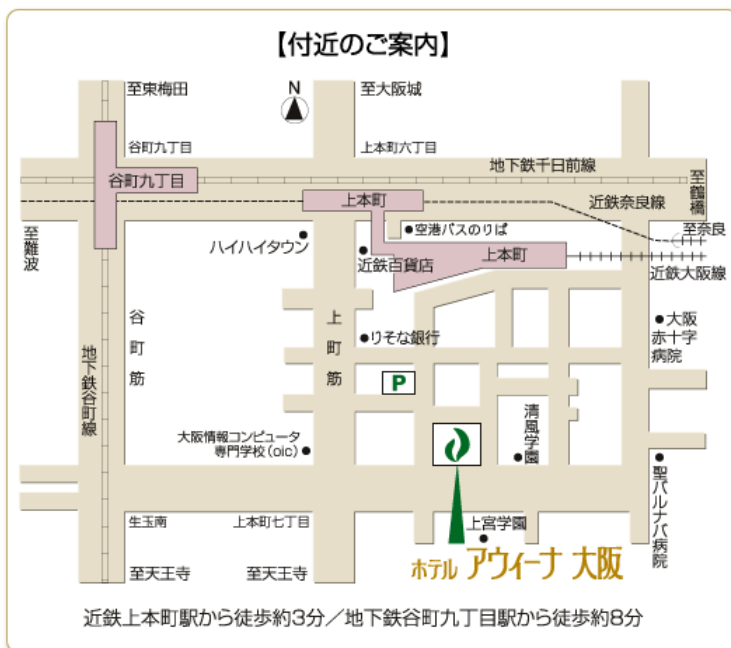 【付近のご案内】
至東梅田
N
至大阪城
谷町九丁目
上本町六丁目
地下鉄千日前線
至鶴橋
谷町九丁目
上本町
近鉄奈良線
至難波
ハイハイタウン
空港バスのりば
至奈良
近鉄百貨店
上本町
近鉄大阪線
谷町筋
上町筋
りそな銀行
大阪
赤十字
病院
地下鉄谷町線
P
清風学園
大阪情報コンピュータ
専門学校(oic)
聖バルナバ病院
生玉南
上本町七丁目
上宮学園
至天王寺
至天王寺
ホテル アウィーナ 大阪
近鉄上本町駅から徒歩約3分／地下鉄谷町九丁目駅から徒歩約8分